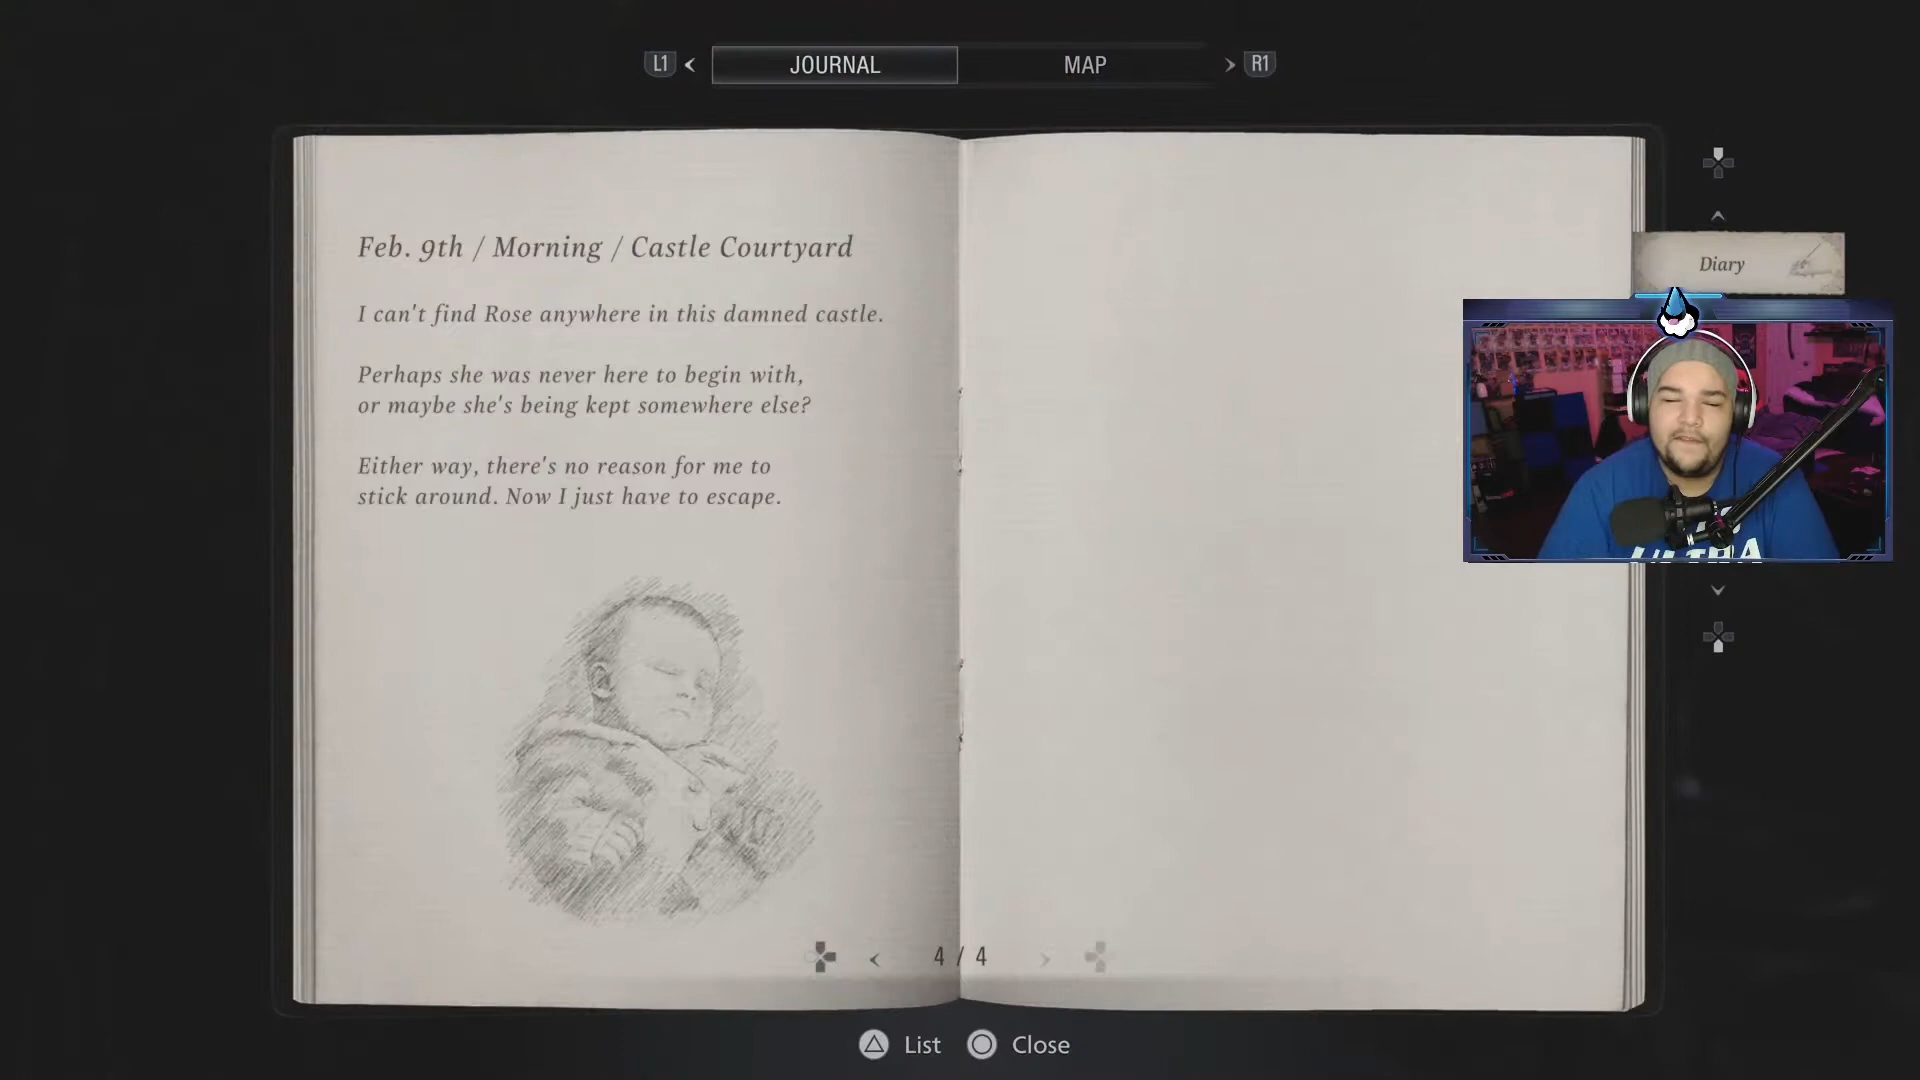 L1
JOURNAL
MAP
R1
Feb. 9th / Morning / Castle Courtyard
Diary
I can't find Rose anywhere in this damned castle.
Perhaps she was never here to begin with,
or maybe she's being kept somewhere else?
Either way, there's no reason for me to
stick around. Now I just have to escape.
4 / 4
List
Close